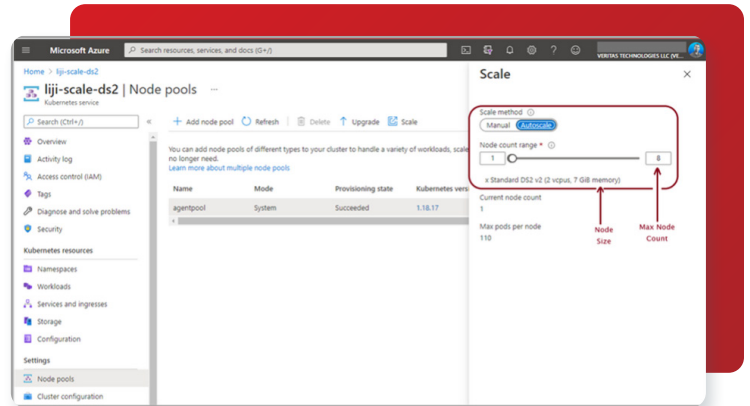 Microsoft Azure
Search resources, services, and docs (G+/)
VERITAS TECHNOLOGIES LLC (VE...
Home > liji-scale-ds2
liji-scale-ds2 | Node pools ...
Kubernetes service
Search (Ctrl+/)
Overview
Activity log
Access control (IAM)
Tags
Diagnose and solve problems
Security
Kubernetes resources
Namespaces
Workloads
Services and ingresses
Storage
Configuration
Settings
Node pools
Cluster configuration
Add node pool Refresh Delete Upgrade Scale
You can add node pools of different types to your cluster to handle a variety of workloads, scale
no longer need.
Learn more about multiple node pools
Name Mode Provisioning state Kubernetes versi
agentpool System Succeeded 1.18.17
Scale
Scale method
Manual Autoscale
Node count range *
1 8
x Standard DS2 v2 (2 vcpus, 7 GiB memory)
Current node count
1
Max pods per node
110
Node Size
Max Node Count